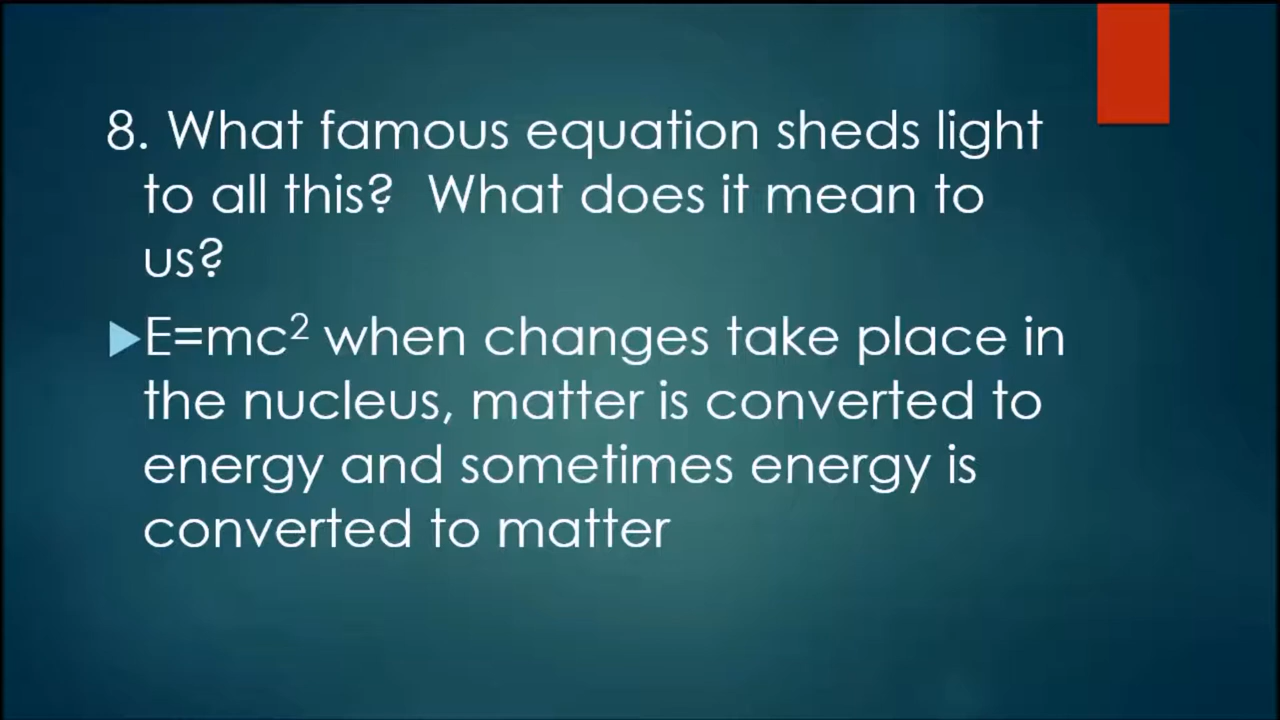 8. What famous equation sheds light
to all this?  What does it mean to
us?
E=mc² when changes take place in
the nucleus, matter is converted to
energy and sometimes energy is
converted to matter